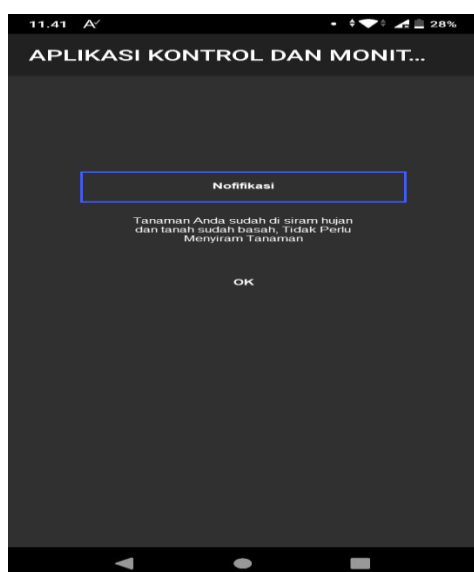 11.41
28%
APLIKASI KONTROL DAN MONIT...
Nofifikasi
Tanaman Anda sudah di siram hujan
dan tanah sudah basah, Tidak Perlu
Menyiram Tanaman
OK